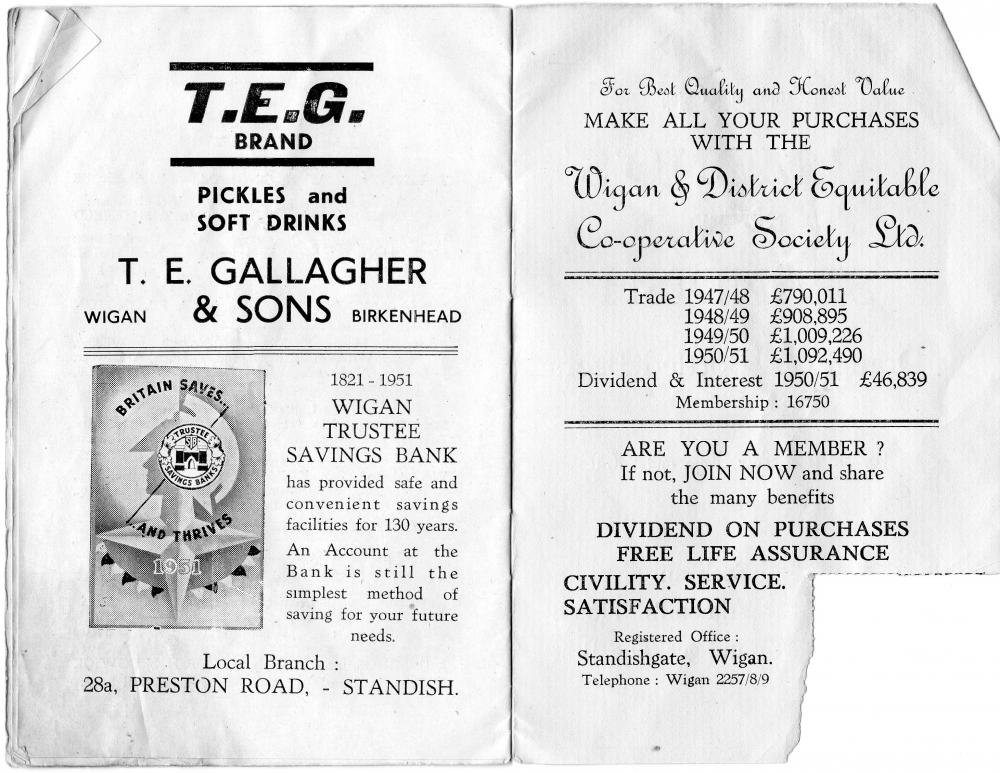 T.E.G.
BRAND
PICKLES and
SOFT DRINKS
T. E. GALLAGHER
WIGAN & SONS BIRKENHEAD
BRITAIN SAVES..
TRUSTEE
TSB
SAVINGS BANKS
..AND THRIVES
1951
1821 - 1951
WIGAN
TRUSTEE
SAVINGS BANK
has provided safe and
convenient savings
facilities for 130 years.
An Account at the
Bank is still the
simplest method of
saving for your future
needs.
Local Branch :
28a, PRESTON ROAD, - STANDISH.
For Best Quality and Honest Value
MAKE ALL YOUR PURCHASES
WITH THE
Wigan & District Equitable
Co-operative Society Ltd.
Trade 1947/48 £790,011
1948/49 £908,895
1949/50 £1,009,226
1950/51 £1,092,490
Dividend & Interest 1950/51 £46,839
Membership : 16750
ARE YOU A MEMBER ?
If not, JOIN NOW and share
the many benefits
DIVIDEND ON PURCHASES
FREE LIFE ASSURANCE
CIVILITY. SERVICE.
SATISFACTION
Registered Office :
Standishgate, Wigan.
Telephone : Wigan 2257/8/9